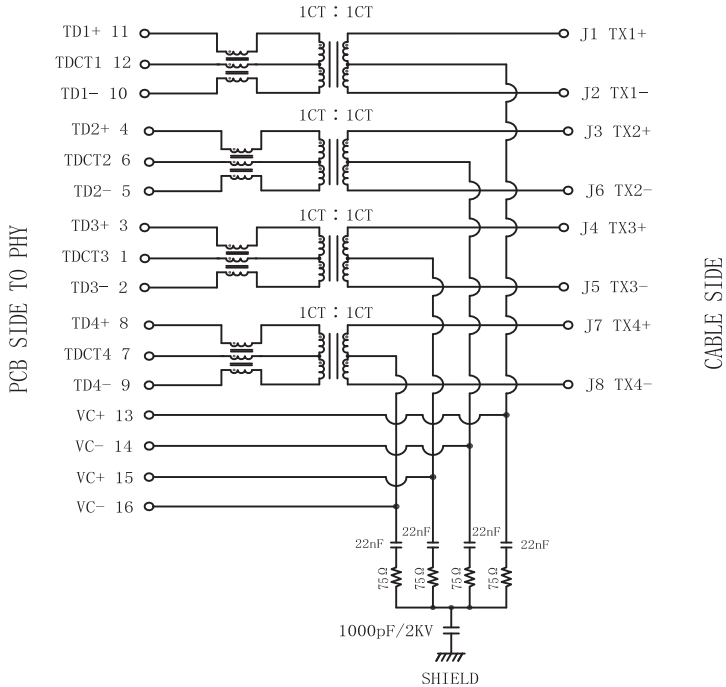 1CT : 1CT
TD1+ 11
J1 TX1+
TDCT1 12
TD1- 10
J2 TX1-
1CT : 1CT
TD2+ 4
J3 TX2+
TDCT2 6
TD2- 5
J6 TX2-
1CT : 1CT
TD3+ 3
J4 TX3+
TDCT3 1
TD3- 2
J5 TX3-
1CT : 1CT
TD4+ 8
J7 TX4+
TDCT4 7
TD4- 9
J8 TX4-
PCB SIDE TO PHY
CABLE SIDE
VC+ 13
VC- 14
VC+ 15
VC- 16
22nF
22nF
22nF
22nF
75Ω
75Ω
75Ω
75Ω
1000pF/2KV
SHIELD